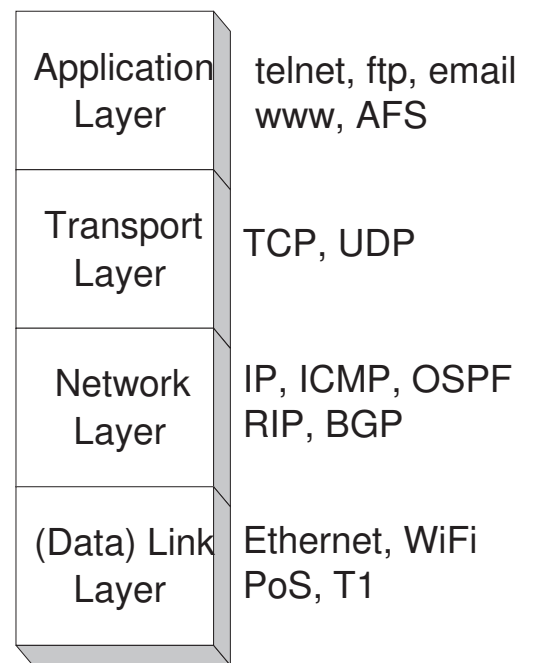 Application
Layer
telnet, ftp, email
www, AFS
Transport
Layer
TCP, UDP
Network
Layer
IP, ICMP, OSPF
RIP, BGP
(Data) Link
Layer
Ethernet, WiFi
PoS, T1